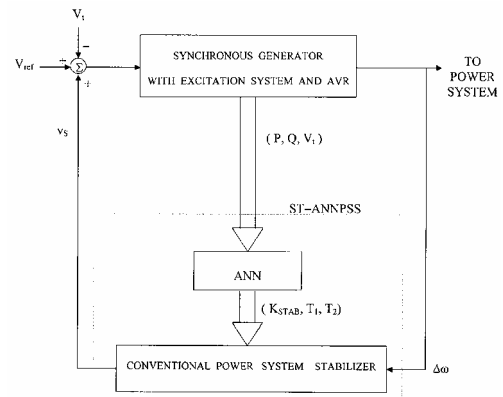 V_t
−
V_ref
+
Σ
+
SYNCHRONOUS GENERATOR
WITH EXCITATION SYSTEM AND AVR
TO
POWER
SYSTEM
v_S
( P, Q, V_t )
ST−ANNPSS
ANN
( K_STAB, T_1, T_2 )
CONVENTIONAL POWER SYSTEM STABILIZER
Δω